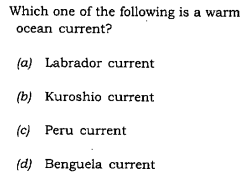 Which one of the following is a warm
ocean current?
(a) Labrador current
(b) Kuroshio current
(c) Peru current
(d) Benguela current